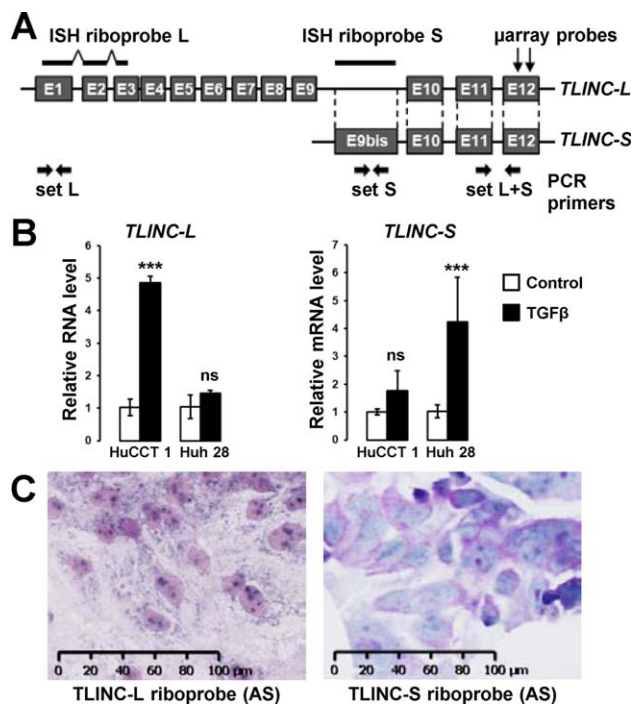 A
ISH riboprobe L
ISH riboprobe S
µarray probes
E1 E2 E3 E4 E5 E6 E7 E8 E9 E10 E11 E12 TLINC-L
E9bis E10 E11 E12 TLINC-S
set L set S set L+S PCR primers
B
TLINC-L
Relative RNA level
6
5
4
3
2
1
0
***
ns
HuCCT 1 Huh 28
TLINC-S
Relative mRNA level
7
6
5
4
3
2
1
0
ns
***
HuCCT 1 Huh 28
Control
TGFβ
C
0 20 40 60 80 100 µm
TLINC-L riboprobe (AS)
0 20 40 60 80 100 µm
TLINC-S riboprobe (AS)